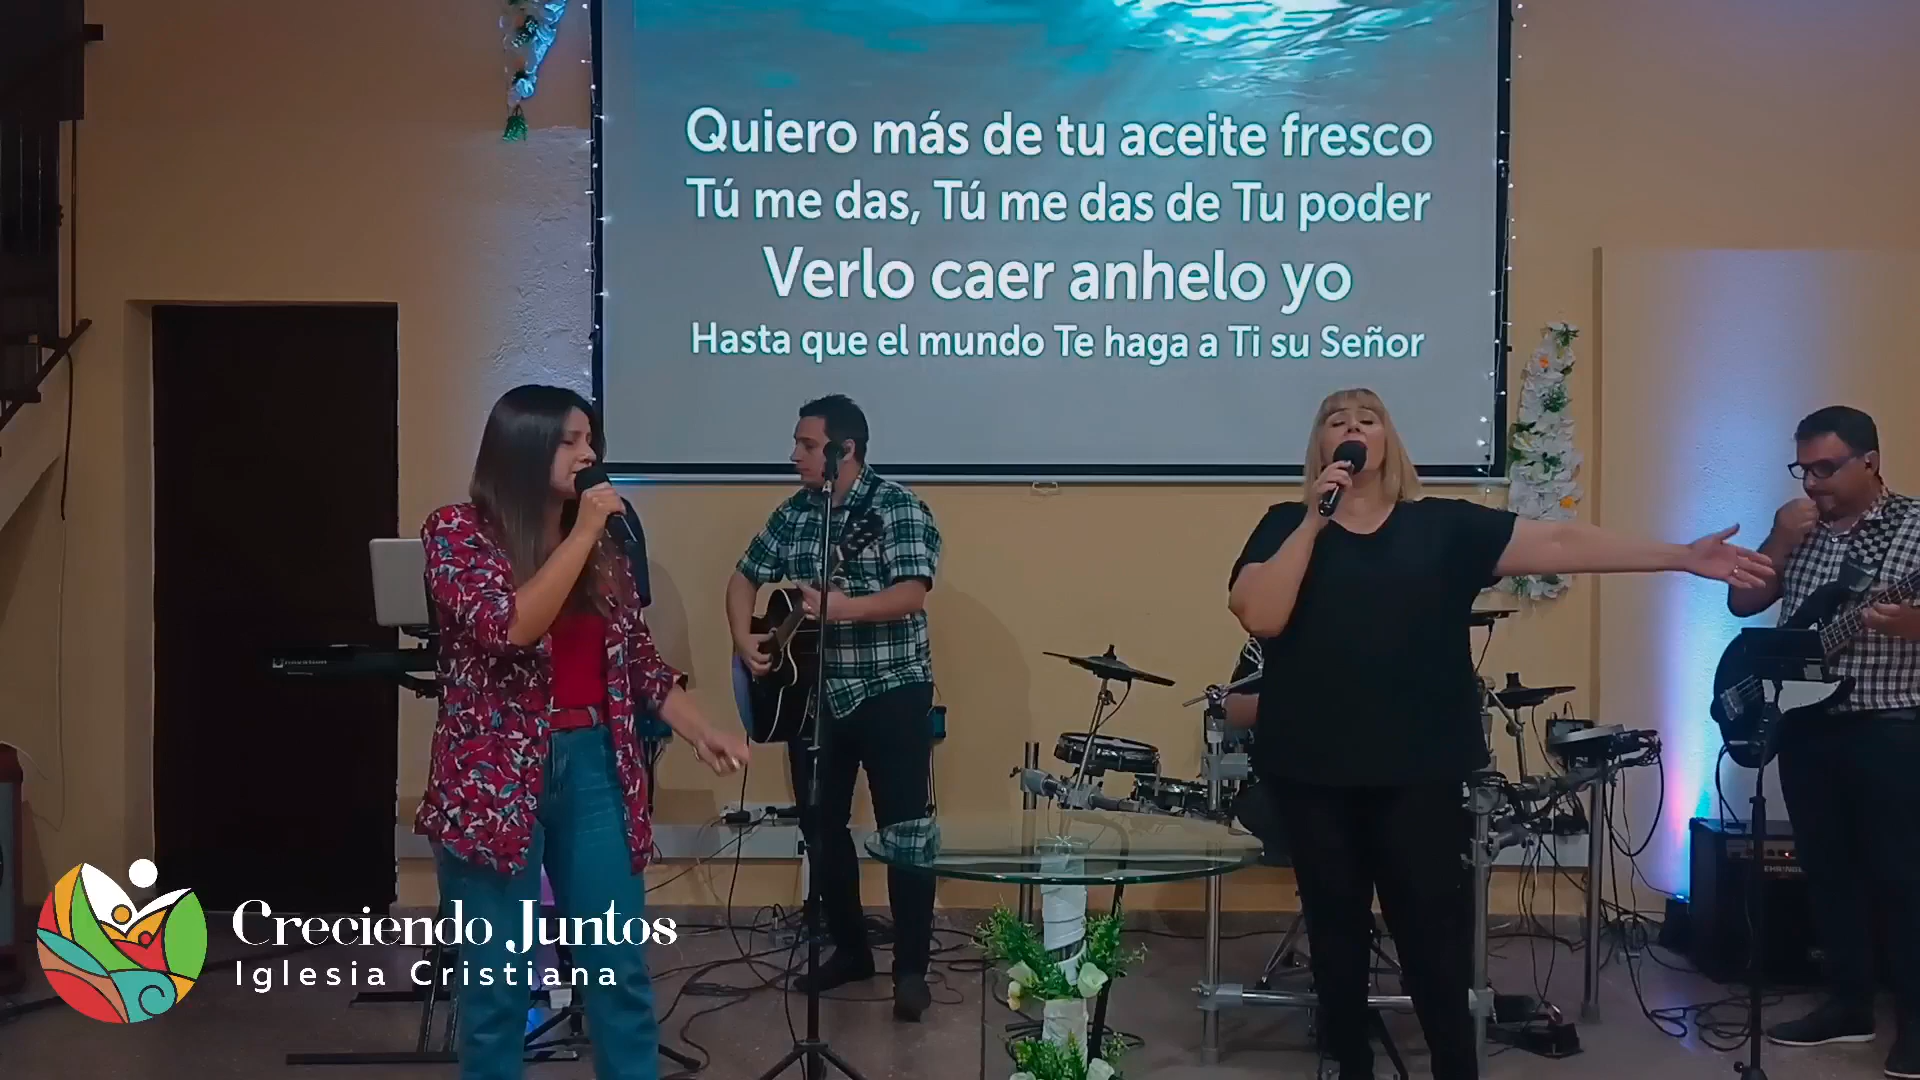 Quiero más de tu aceite fresco
Tú me das, Tú me das de Tu poder
Verlo caer anhelo yo
Hasta que el mundo Te haga a Ti su Señor
Creciendo Juntos
Iglesia Cristiana